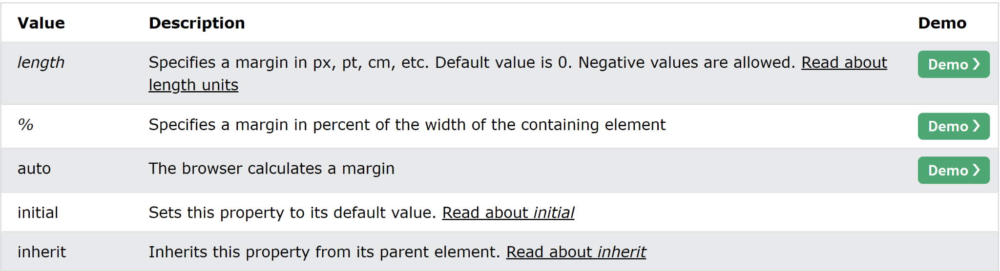 Value Description Demo
length Specifies a margin in px, pt, cm, etc. Default value is 0. Negative values are allowed. Read about Demo ❯
length units
% Specifies a margin in percent of the width of the containing element Demo ❯
auto The browser calculates a margin Demo ❯
initial Sets this property to its default value. Read about initial
inherit Inherits this property from its parent element. Read about inherit